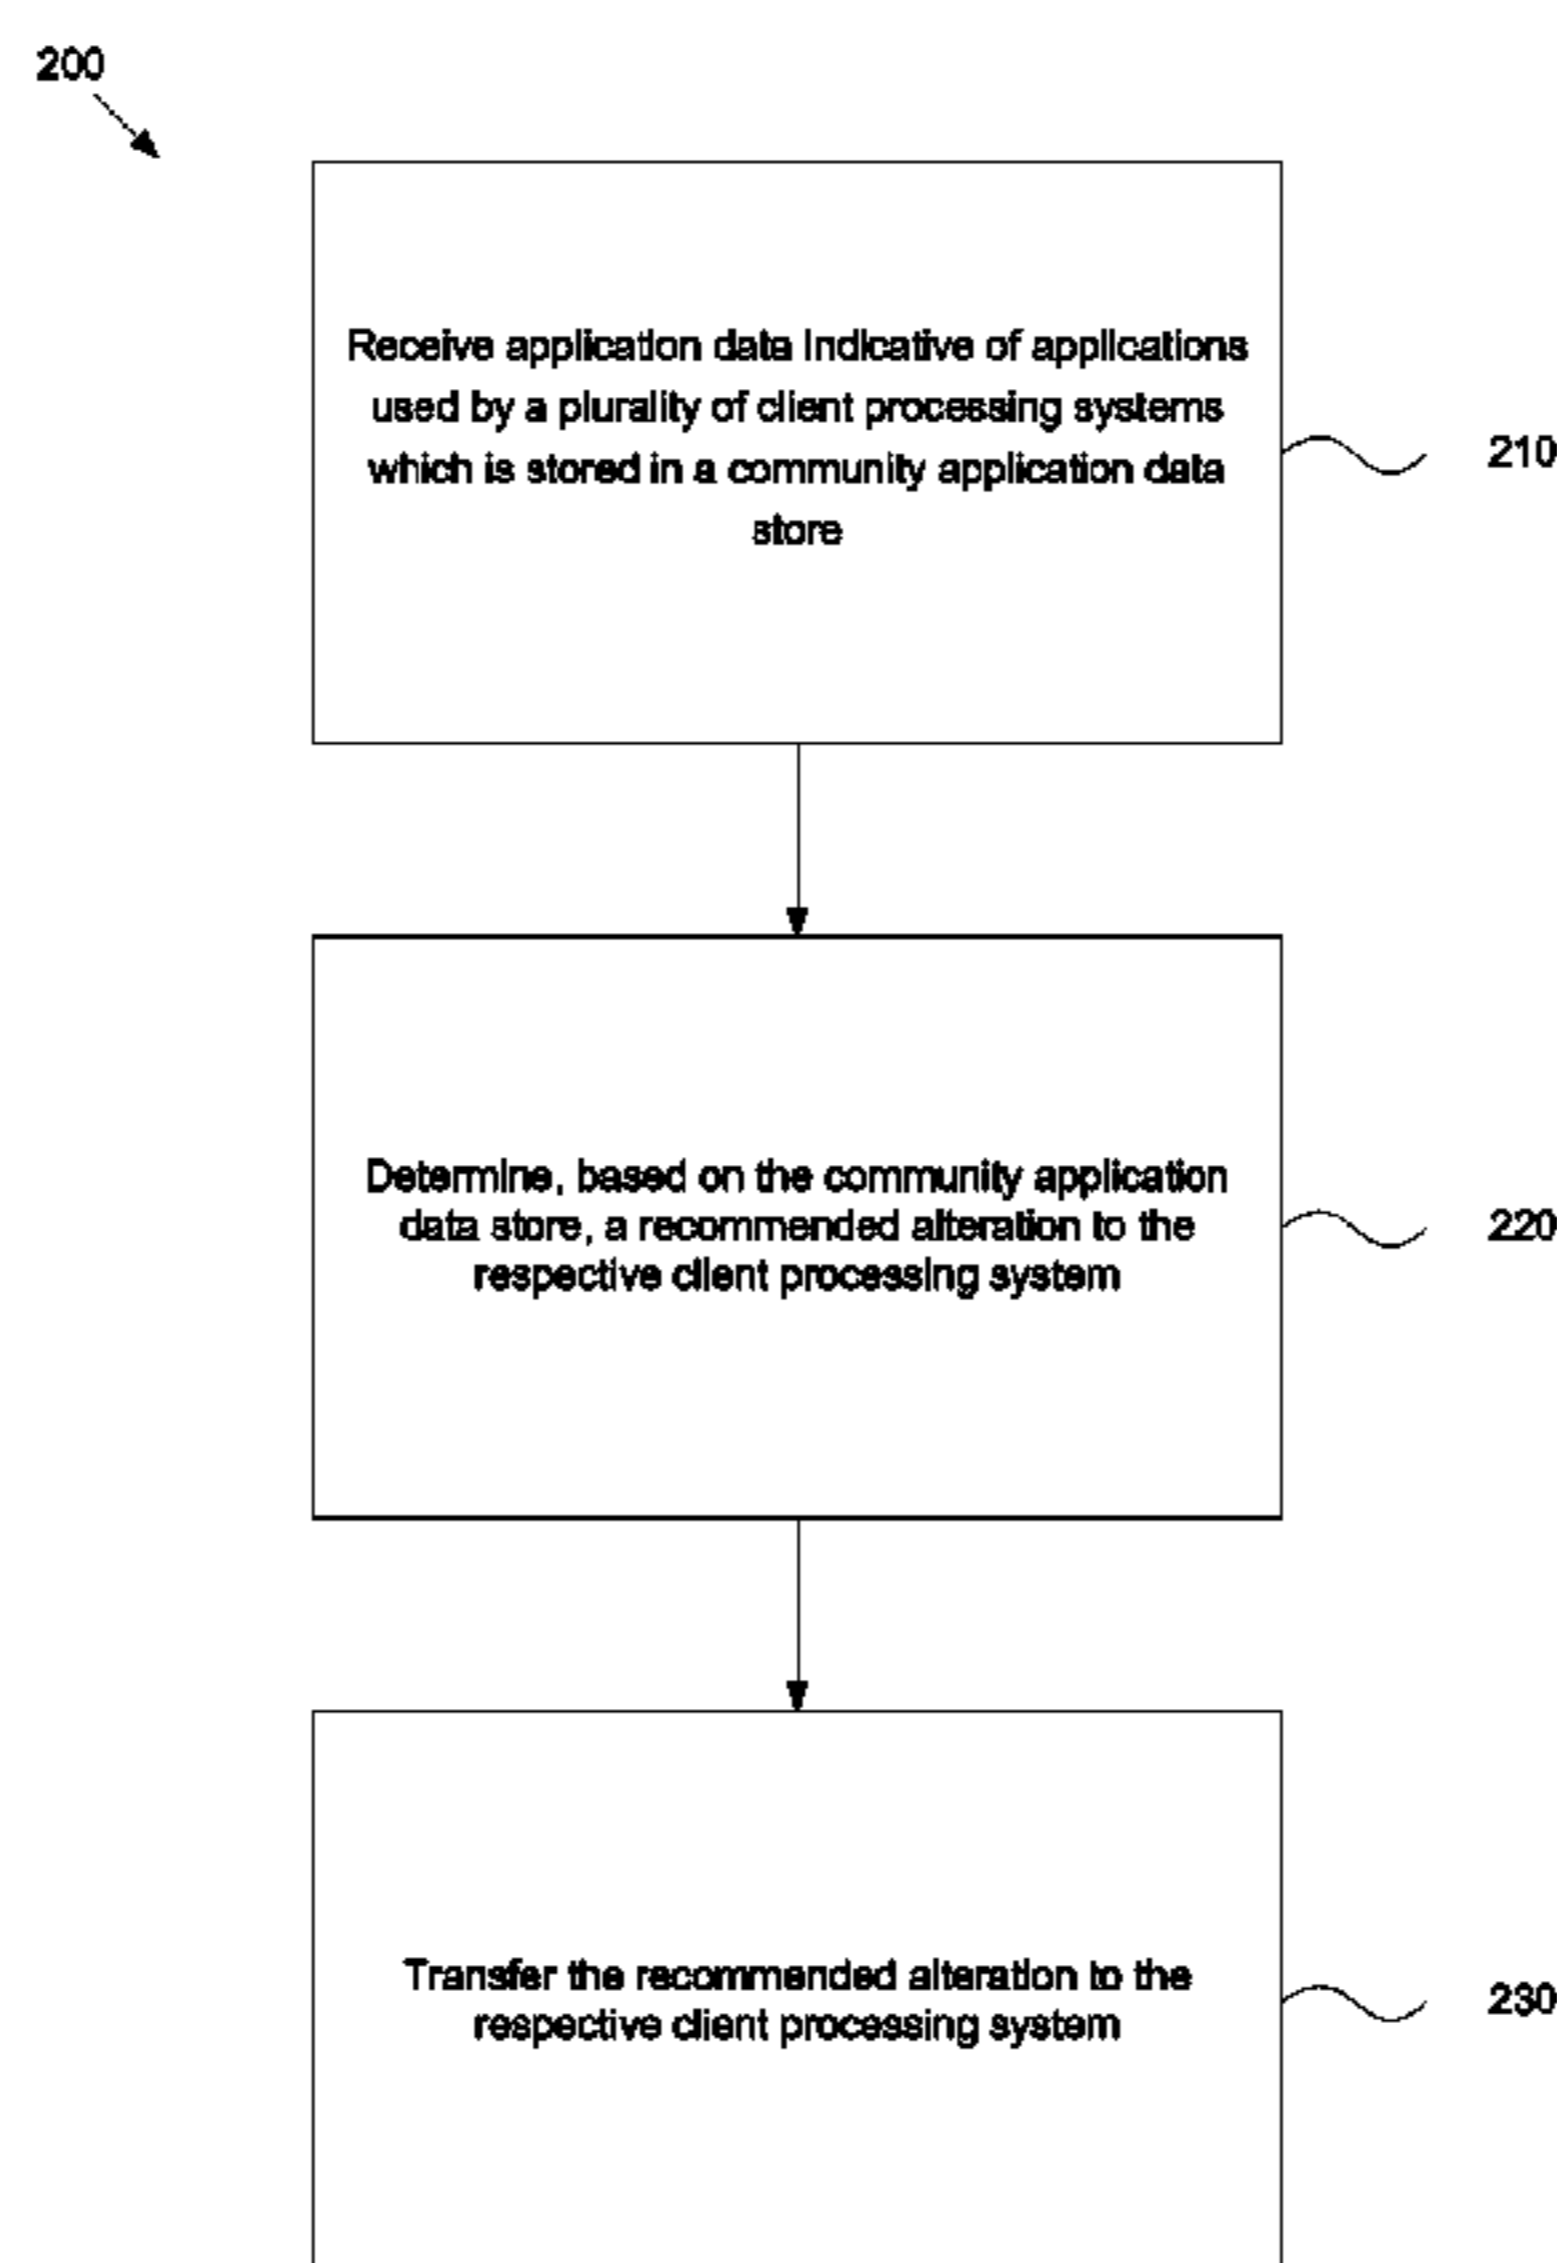 200
Receive application data indicative of applications
used by a plurality of client processing systems
which is stored in a community application data
store
210
Determine, based on the community application
data store, a recommended alteration to the
respective client processing system
220
Transfer the recommended alteration to the
respective client processing system
230